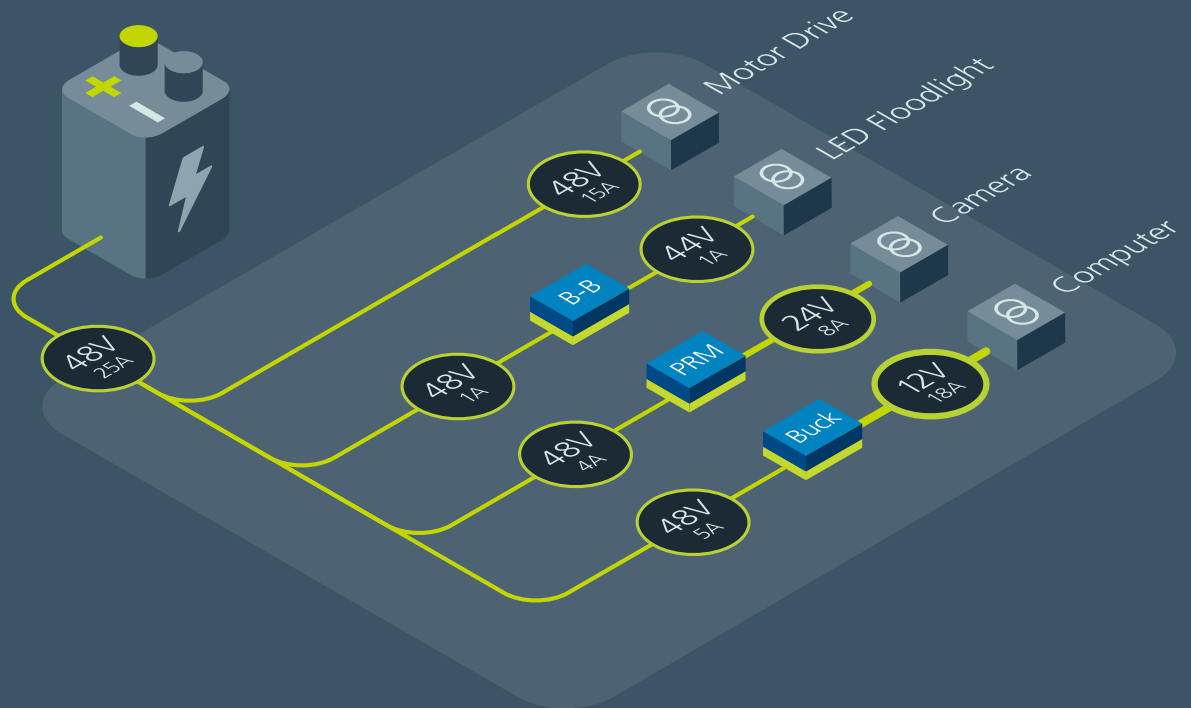 Motor Drive
48V
15A
LED Floodlight
44V
1A
B-B
48V
1A
Camera
24V
8A
PRM
48V
4A
Computer
12V
18A
Buck
48V
5A
48V
25A